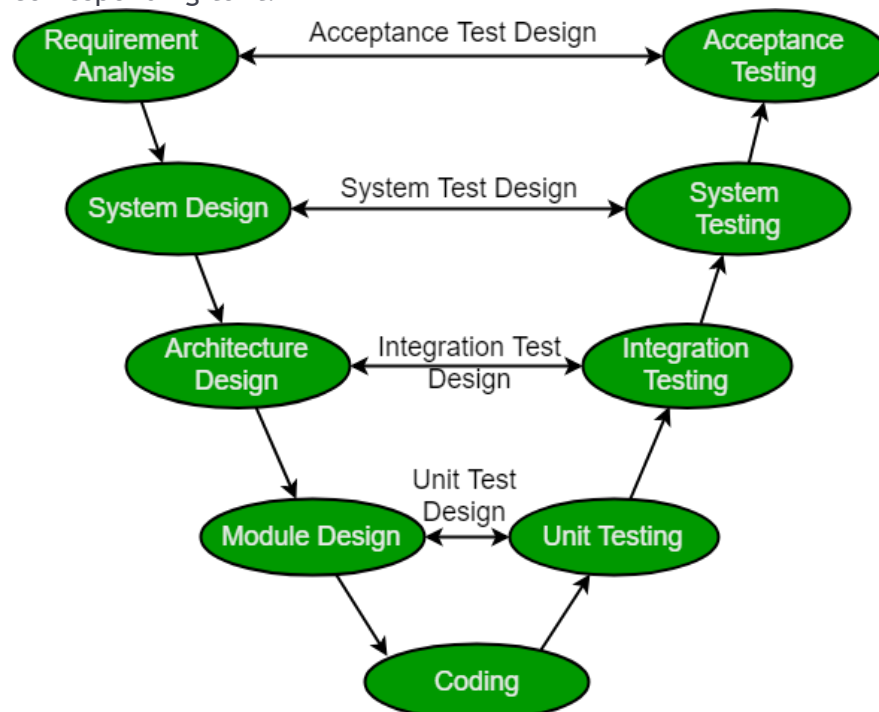 Requirement
Analysis
Acceptance Test Design
Acceptance
Testing
System Design
System Test Design
System
Testing
Architecture
Design
Integration Test
Design
Integration
Testing
Module Design
Unit Test
Design
Unit Testing
Coding